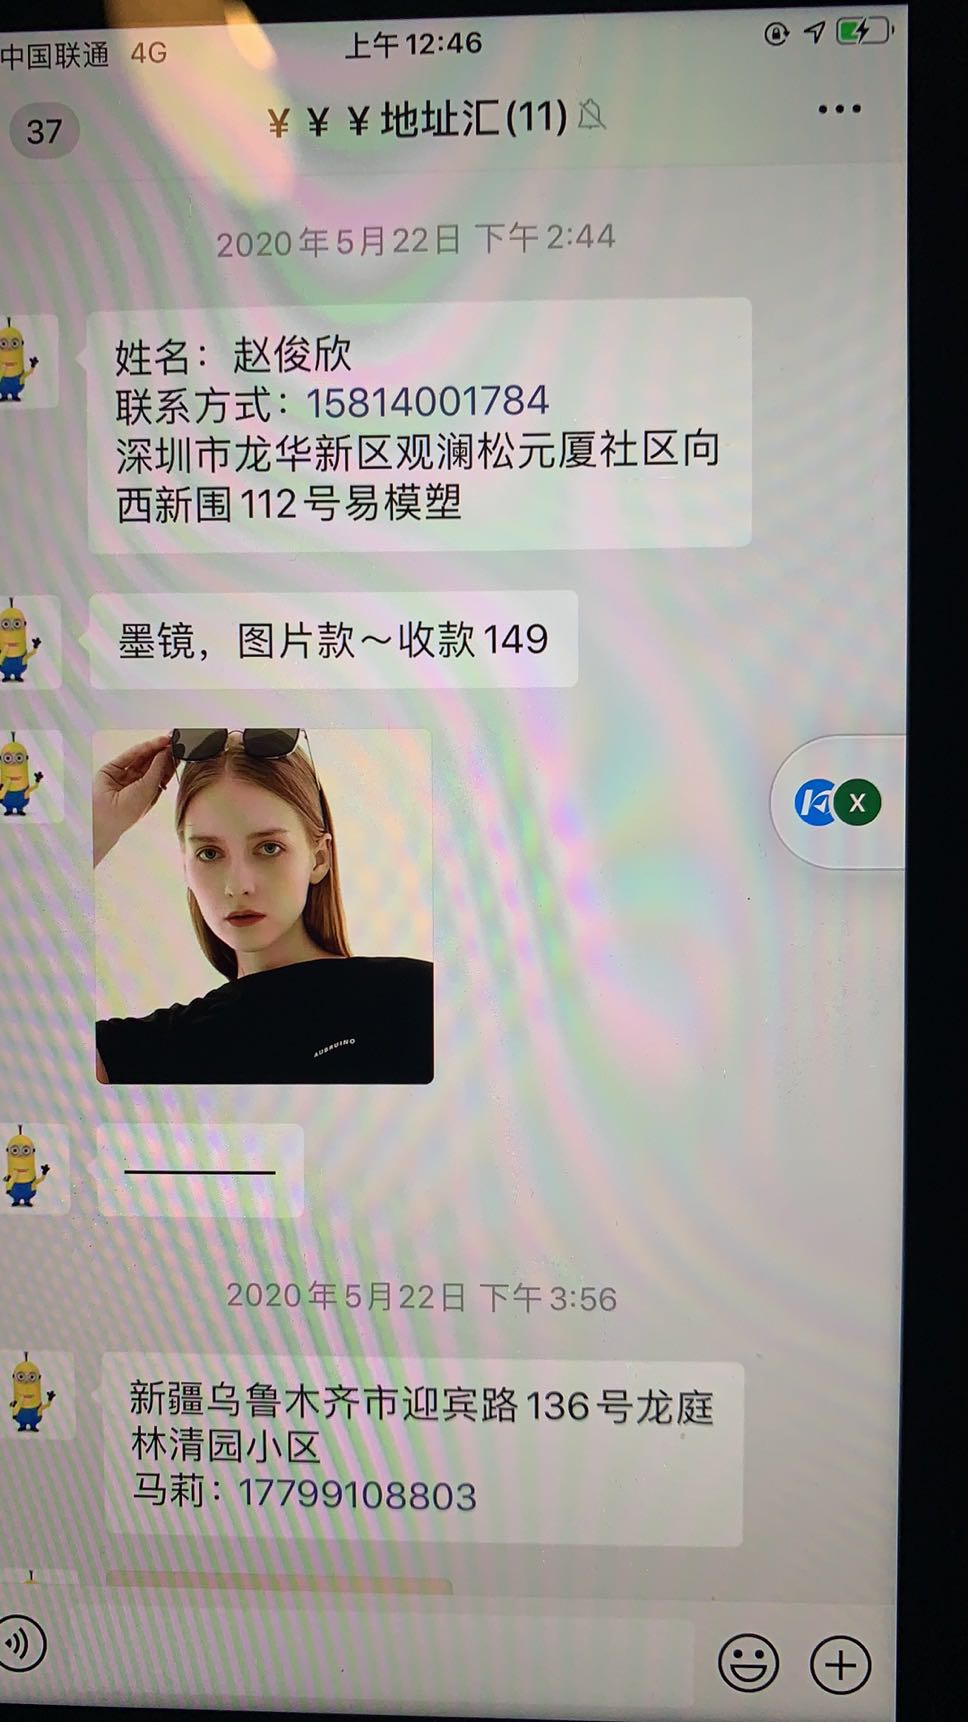 中国联通 4G 上午12:46
37 ￥￥￥地址汇(11)
2020年5月22日 下午2:44
姓名：赵俊欣
联系方式：15814001784
深圳市龙华新区观澜松元厦社区向
西新围112号易模塑
墨镜，图片款～收款149
AUBRUINO
X
2020年5月22日 下午3:56
新疆乌鲁木齐市迎宾路136号龙庭
林清园小区
马莉：17799108803